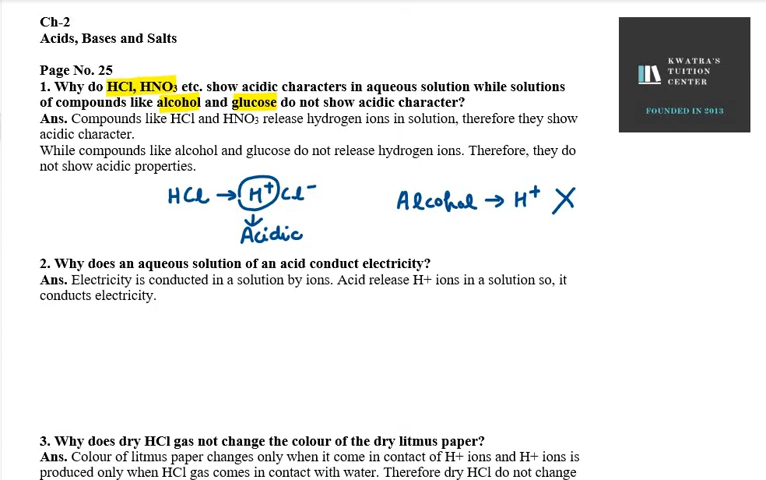 Ch-2
Acids, Bases and Salts
KWATRA'S
TUITION
CENTER
FOUNDED IN 2013
Page No. 25
1. Why do HCl, HNO₃ etc. show acidic characters in aqueous solution while solutions
of compounds like alcohol and glucose do not show acidic character?
Ans. Compounds like HCl and HNO₃ release hydrogen ions in solution, therefore they show
acidic character.
While compounds like alcohol and glucose do not release hydrogen ions. Therefore, they do
not show acidic properties.
HCl → H⁺ Cl⁻ Alcohol → H⁺ X
↓
Acidic
2. Why does an aqueous solution of an acid conduct electricity?
Ans. Electricity is conducted in a solution by ions. Acid release H+ ions in a solution so, it
conducts electricity.
3. Why does dry HCl gas not change the colour of the dry litmus paper?
Ans. Colour of litmus paper changes only when it come in contact of H+ ions and H+ ions is
produced only when HCl gas comes in contact with water. Therefore dry HCl do not change